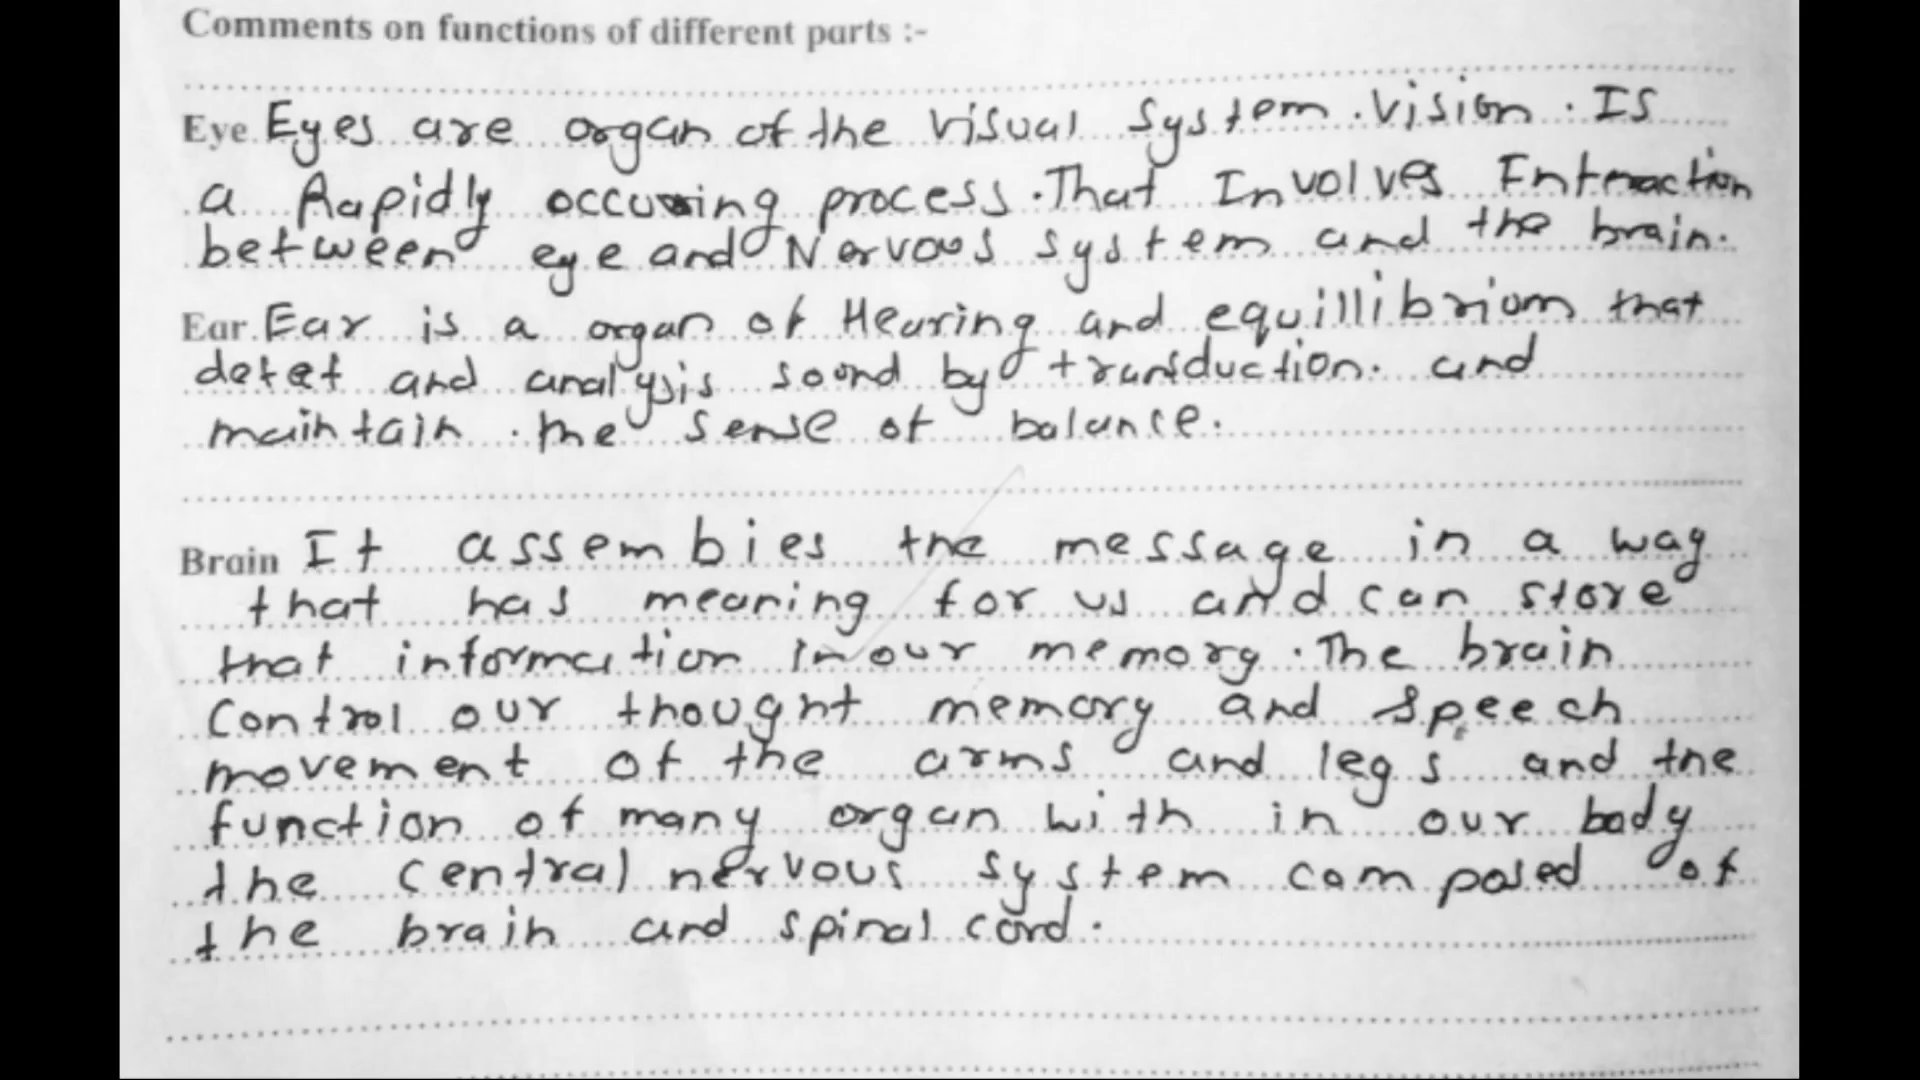 Comments on functions of different parts :-
Eye Eyes are organ of the visual system . Vision . Is
a Rapidly occuring process . That Involves Intraction
between eye and Nervous system and the brain.
Ear Ear is a organ of Hearing and equillibrium that
detet and analysis sound by transduction. and
maintain . the sense of balance.
Brain It assembies the message in a way
that has meaning for us and can store
that information in our memory . The brain
Control our thought memory and speech
movement of the arms and legs and the
function of many organ with in our body
the central nervous system composed of
the brain and spinal cord .